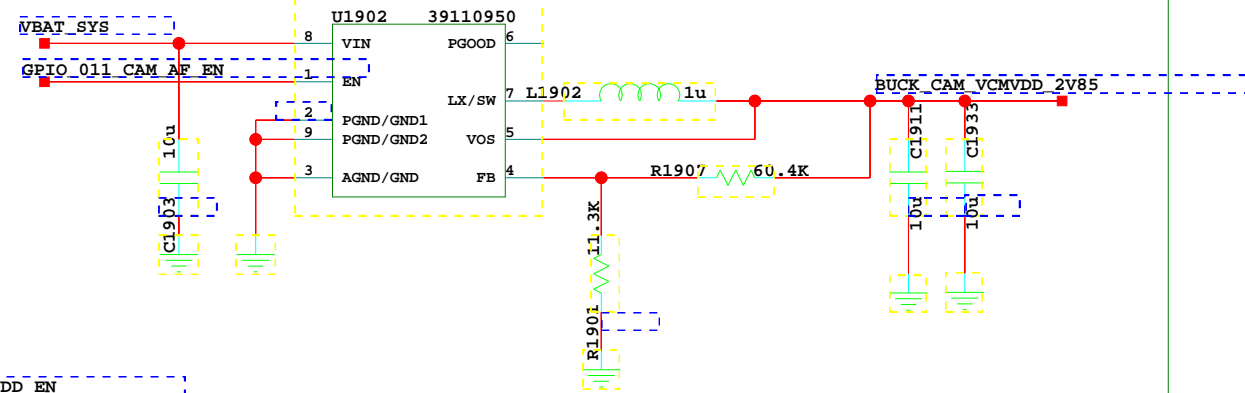 U1902 39110950
VBAT_SYS
8 VIN PGOOD 6
GPIO_011_CAM_AF_EN
1 EN
LX/SW 7 L1902 1u
BUCK_CAM_VCMVDD_2V85
2 PGND/GND1
9 PGND/GND2 VOS 5
3 AGND/GND FB 4
R1907 60.4K
10u
C1903
11.3K
R1901
C1911
10u
C1933
10u
DD_EN